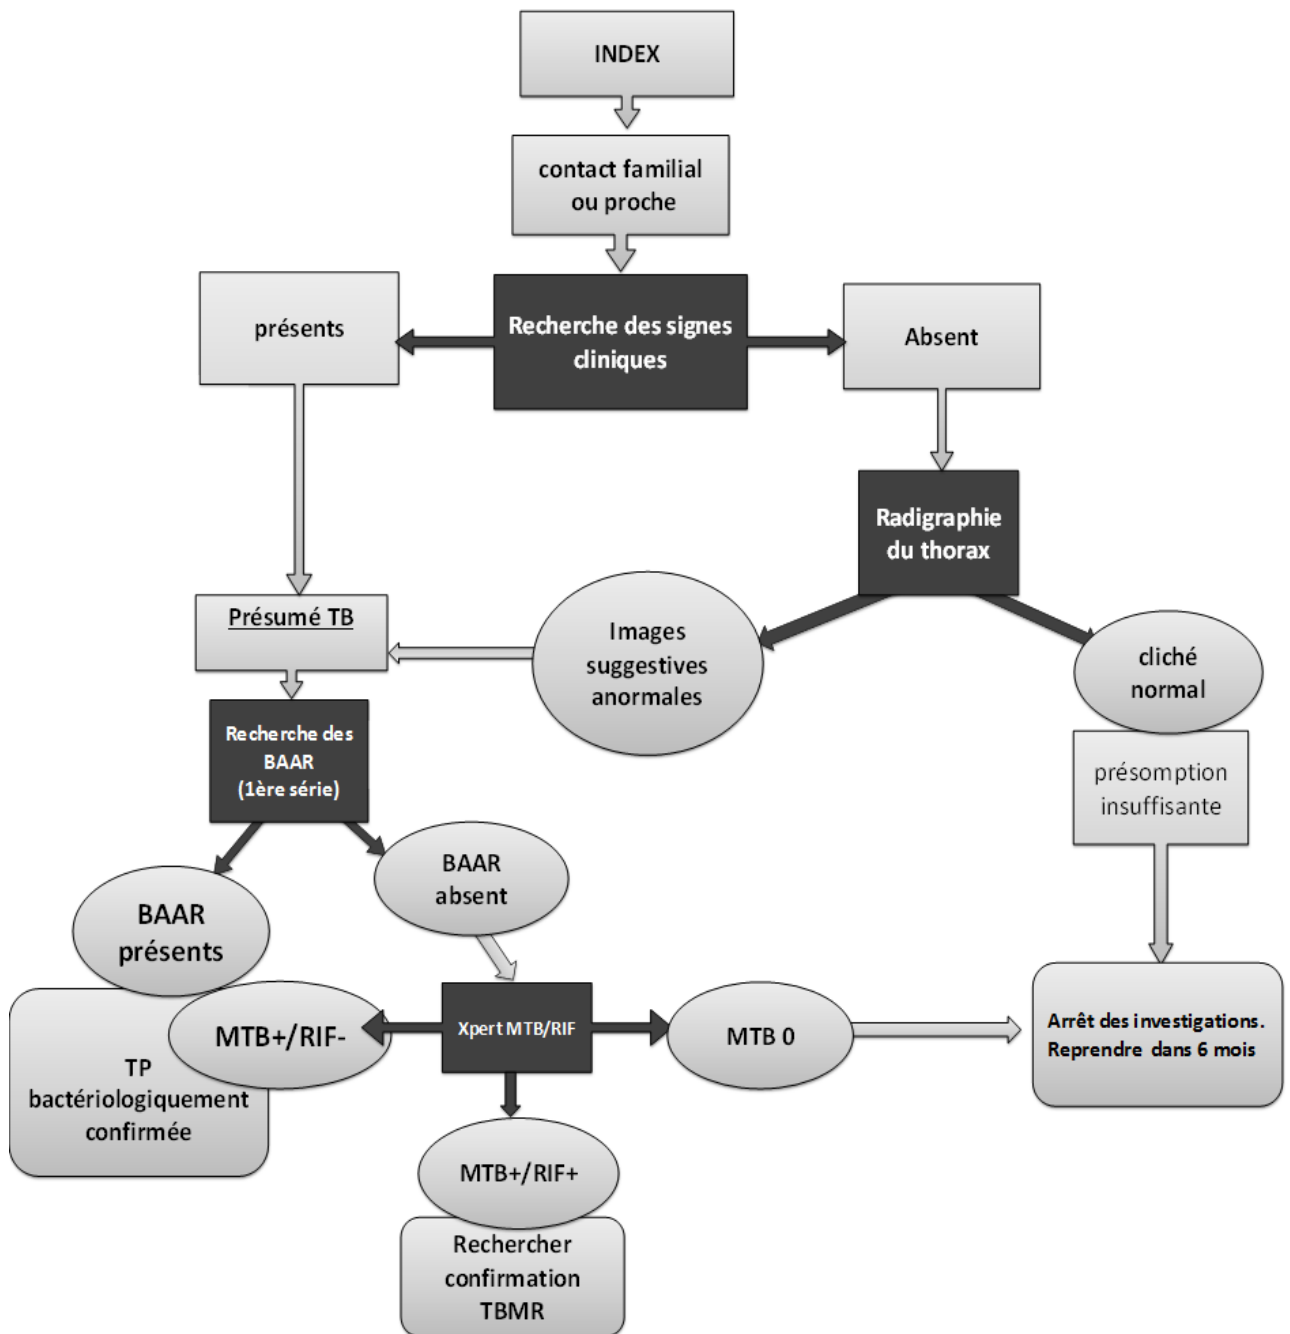 INDEX
contact familial
ou proche
présents
Recherche des signes
cliniques
Absent
Radigraphie
du thorax
Présumé TB
Images
suggestives
anormales
cliché
normal
Recherche des
BAAR
(1ère série)
présomption
insuffisante
BAAR
absent
BAAR
présents
MTB+/RIF-
Xpert MTB/RIF
MTB 0
Arrêt des investigations.
Reprendre dans 6 mois
TP
bactériologiquement
confirmée
MTB+/RIF+
Rechercher
confirmation
TBMR